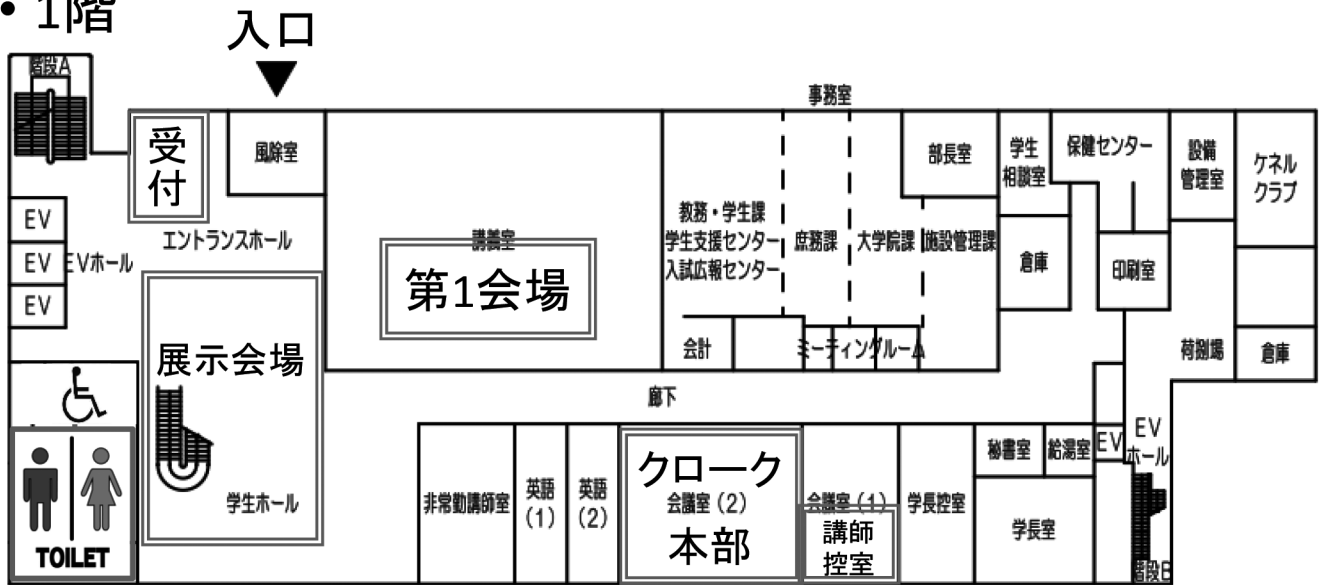 ・1階
入口
階段A
事務室
受付
風除室
部長室
学生
相談室
保健センター
設備
管理室
ケネル
クラブ
EV
EV
EV
EVホール
エントランスホール
講義室
第1会場
教務・学生課
学生支援センター
入試広報センター
庶務課
大学院課
施設管理課
倉庫
印刷室
展示会場
会計
ミーティングルーム
荷捌場
倉庫
廊下
TOILET
学生ホール
非常勤講師室
英語
(1)
英語
(2)
クローク
会議室 (2)
本部
会議室 (1)
講師
控室
学長控室
秘書室
給湯室
EV
EV
ホール
学長室
階段B